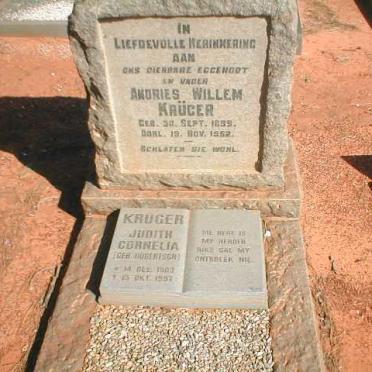 IN
LIEFDEVOLLE HERINNERING
AAN
ONS DIERBARE EGGENOOT
EN VADER
ANDRIES WILLEM
KRÜGER
GEB. 30. SEPT. 1895.
OORL. 19. NOV. 1952.
SCHLAFEN SIE WOHL.
KRUGER
JUDITH
CORNELIA
(GEB. ROBERTSON)
* 14 DES. 1903
+ 15 OKT. 1997
DIE HERE IS
MY HERDER
NIKS SAL MY
ONTBREEK NIE.